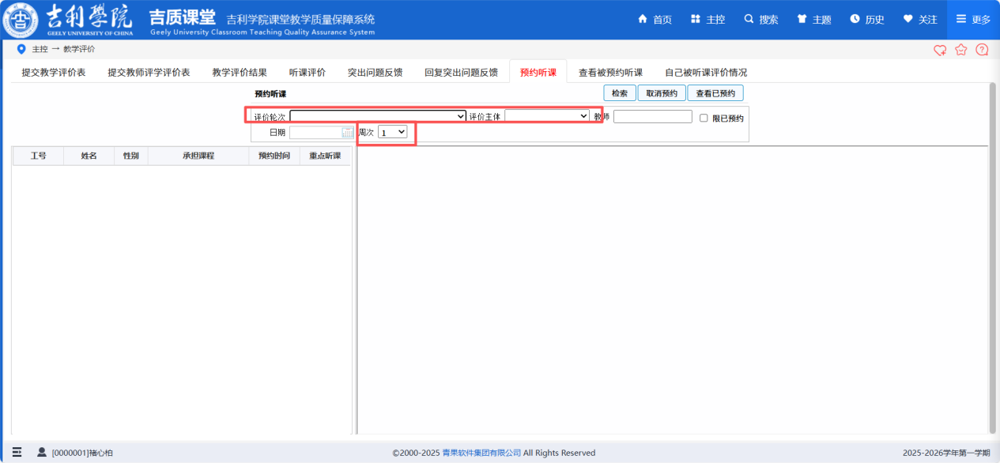 吉利學院 吉质课堂 吉利学院课堂教学质量保障系统 首页 主控 搜索 主题 历史 关注 更多
GEELY UNIVERSITY OF CHINA Geely University Classroom Teaching Quality Assurance System
主控 → 教学评价
提交教学评价表 提交教师评学评价表 教学评价结果 听课评价 突出问题反馈 回复突出问题反馈 预约听课 查看被预约听课 自己被听课评价情况
预约听课 检索 取消预约 查看已预约
评价轮次 评价主体 教师 限已预约
日期 周次 1
工号 姓名 性别 承担课程 预约时间 重点听课
[0000001]褚心柏 ©2000-2025 青果软件集团有限公司 All Rights Reserved 2025-2026学年第一学期